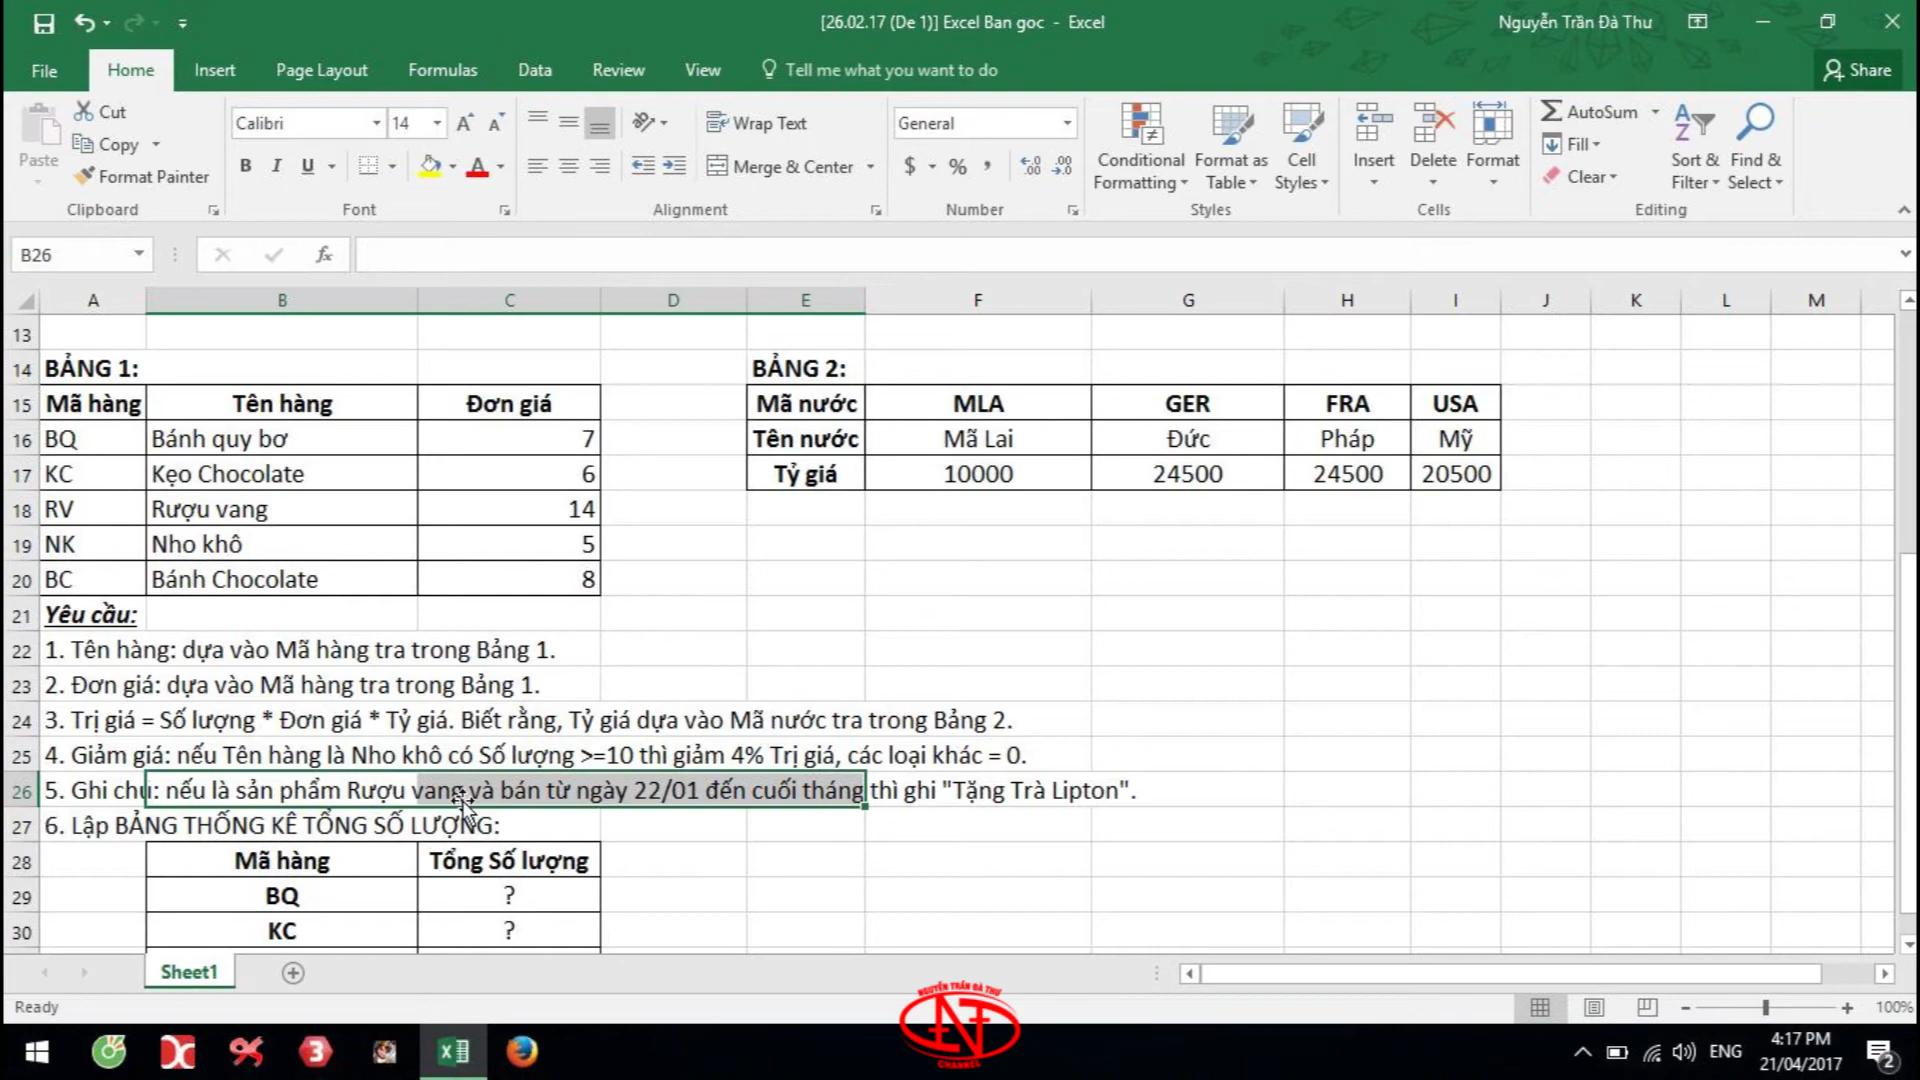 [26.02.17 (De 1)] Excel Ban goc - Excel
Nguyễn Trần Đà Thư
File Home Insert Page Layout Formulas Data Review View Tell me what you want to do Share
Paste
Cut
Copy
Format Painter
Clipboard
Calibri 14
B I U
Font
Wrap Text
Merge & Center
Alignment
General
$ % ,
Number
Conditional Formatting
Format as Table
Cell Styles
Styles
Insert Delete Format
Cells
AutoSum
Fill
Clear
Sort & Filter
Find & Select
Editing
B26
fx
A B C D E F G H I J K L M
13
14 BẢNG 1: BẢNG 2:
15 Mã hàng Tên hàng Đơn giá Mã nước MLA GER FRA USA
16 BQ Bánh quy bơ 7 Tên nước Mã Lai Đức Pháp Mỹ
17 KC Kẹo Chocolate 6 Tỷ giá 10000 24500 24500 20500
18 RV Rượu vang 14
19 NK Nho khô 5
20 BC Bánh Chocolate 8
21 Yêu cầu:
22 1. Tên hàng: dựa vào Mã hàng tra trong Bảng 1.
23 2. Đơn giá: dựa vào Mã hàng tra trong Bảng 1.
24 3. Trị giá = Số lượng * Đơn giá * Tỷ giá. Biết rằng, Tỷ giá dựa vào Mã nước tra trong Bảng 2.
25 4. Giảm giá: nếu Tên hàng là Nho khô có Số lượng >=10 thì giảm 4% Trị giá, các loại khác = 0.
26 5. Ghi chú: nếu là sản phẩm Rượu vang và bán từ ngày 22/01 đến cuối tháng thì ghi "Tặng Trà Lipton".
27 6. Lập BẢNG THỐNG KÊ TỔNG SỐ LƯỢNG:
28 Mã hàng Tổng Số lượng
29 BQ ?
30 KC ?
Sheet1
Ready
100%
NGUYỄN TRẦN ĐÀ THƯ
CHANNEL
ENG
4:17 PM
21/04/2017
2